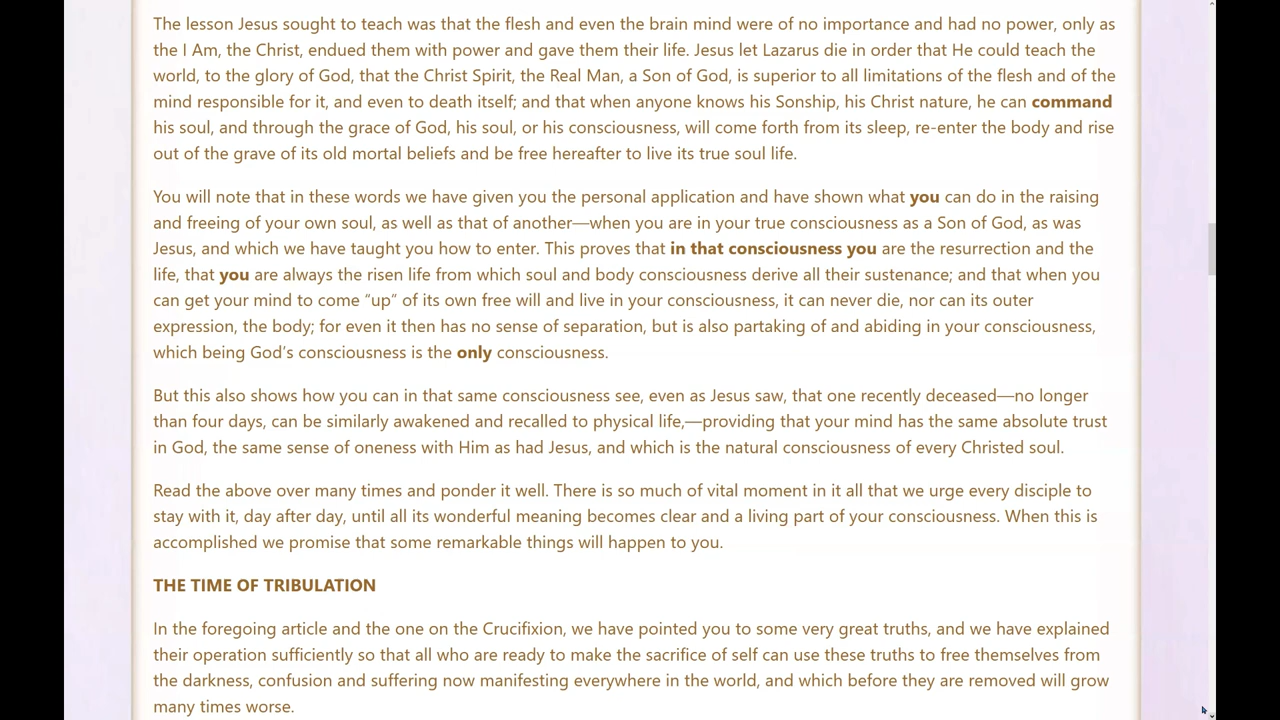 The lesson Jesus sought to teach was that the flesh and even the brain mind were of no importance and had no power, only as
the I Am, the Christ, endued them with power and gave them their life. Jesus let Lazarus die in order that He could teach the
world, to the glory of God, that the Christ Spirit, the Real Man, a Son of God, is superior to all limitations of the flesh and of the
mind responsible for it, and even to death itself; and that when anyone knows his Sonship, his Christ nature, he can command
his soul, and through the grace of God, his soul, or his consciousness, will come forth from its sleep, re-enter the body and rise
out of the grave of its old mortal beliefs and be free hereafter to live its true soul life.
You will note that in these words we have given you the personal application and have shown what you can do in the raising
and freeing of your own soul, as well as that of another—when you are in your true consciousness as a Son of God, as was
Jesus, and which we have taught you how to enter. This proves that in that consciousness you are the resurrection and the
life, that you are always the risen life from which soul and body consciousness derive all their sustenance; and that when you
can get your mind to come “up” of its own free will and live in your consciousness, it can never die, nor can its outer
expression, the body; for even it then has no sense of separation, but is also partaking of and abiding in your consciousness,
which being God’s consciousness is the only consciousness.
But this also shows how you can in that same consciousness see, even as Jesus saw, that one recently deceased—no longer
than four days, can be similarly awakened and recalled to physical life,—providing that your mind has the same absolute trust
in God, the same sense of oneness with Him as had Jesus, and which is the natural consciousness of every Christed soul.
Read the above over many times and ponder it well. There is so much of vital moment in it all that we urge every disciple to
stay with it, day after day, until all its wonderful meaning becomes clear and a living part of your consciousness. When this is
accomplished we promise that some remarkable things will happen to you.
THE TIME OF TRIBULATION
In the foregoing article and the one on the Crucifixion, we have pointed you to some very great truths, and we have explained
their operation sufficiently so that all who are ready to make the sacrifice of self can use these truths to free themselves from
the darkness, confusion and suffering now manifesting everywhere in the world, and which before they are removed will grow
many times worse.